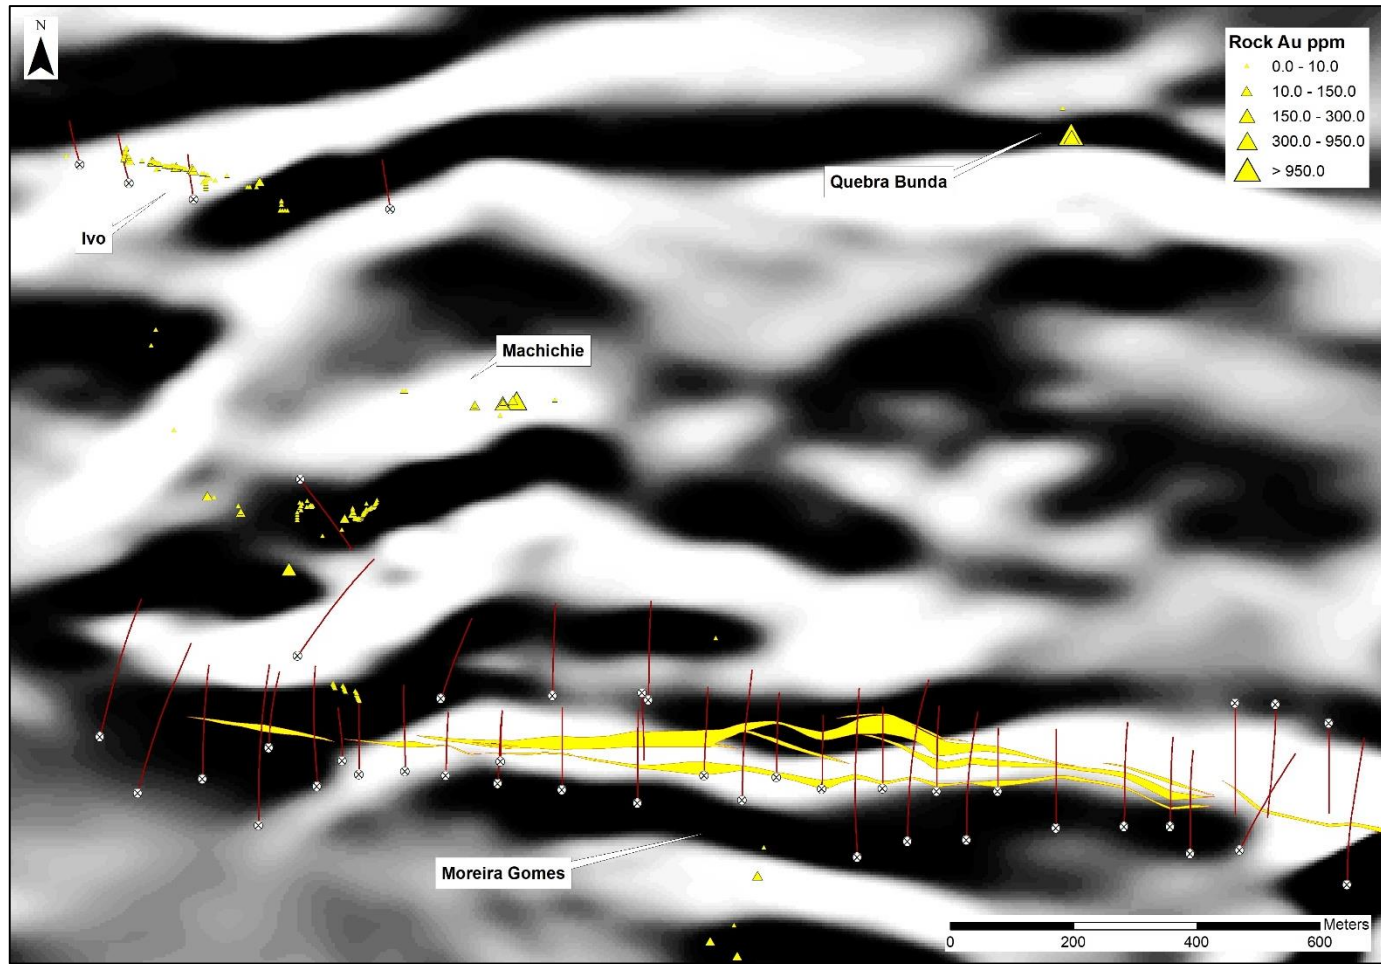 N
Rock Au ppm
0.0 - 10.0
10.0 - 150.0
150.0 - 300.0
300.0 - 950.0
> 950.0
Quebra Bunda
Ivo
Machichie
Moreira Gomes
Meters
0 200 400 600